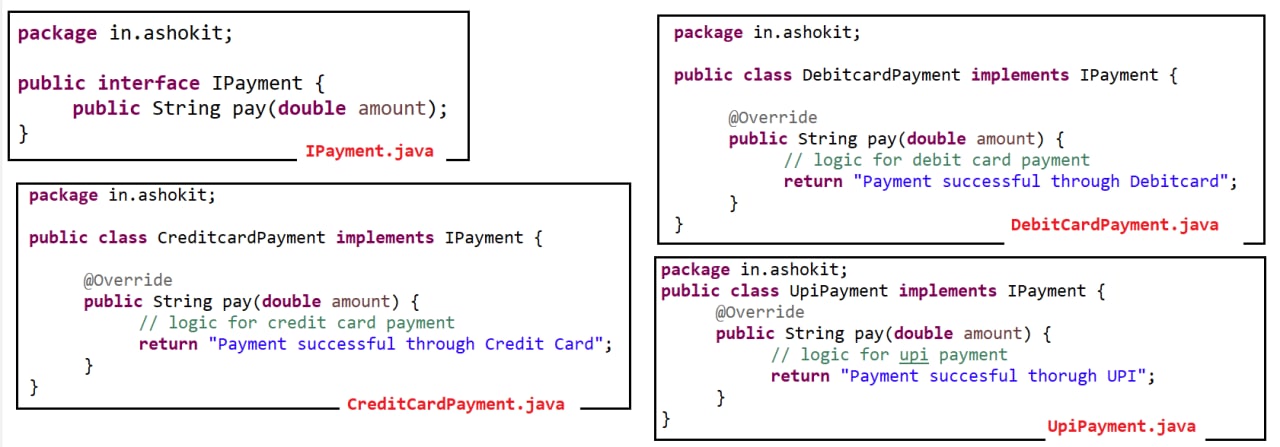 package in.ashokit;
public interface IPayment {
public String pay(double amount);
}
IPayment.java
package in.ashokit;
public class CreditcardPayment implements IPayment {
@Override
public String pay(double amount) {
// logic for credit card payment
return "Payment successful through Credit Card";
}
}
CreditCardPayment.java
package in.ashokit;
public class DebitcardPayment implements IPayment {
@Override
public String pay(double amount) {
// logic for debit card payment
return "Payment successful through Debitcard";
}
}
DebitCardPayment.java
package in.ashokit;
public class UpiPayment implements IPayment {
@Override
public String pay(double amount) {
// logic for upi payment
return "Payment succesful thorugh UPI";
}
}
UpiPayment.java